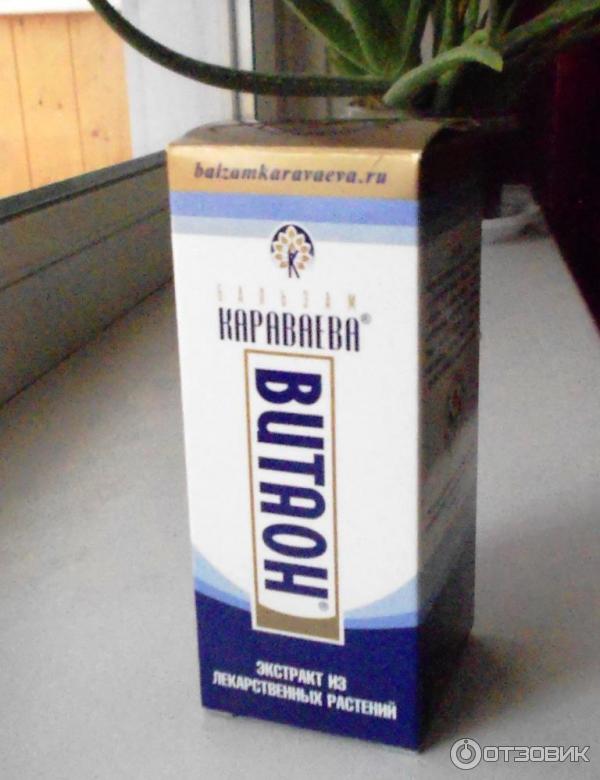 balzamkaravaeva.ru
БАЛЬЗАМ
КАРАВАЕВА®
ВИТАОН®
ЭКСТРАКТ ИЗ
ЛЕКАРСТВЕННЫХ РАСТЕНИЙ
ОТЗОВИК